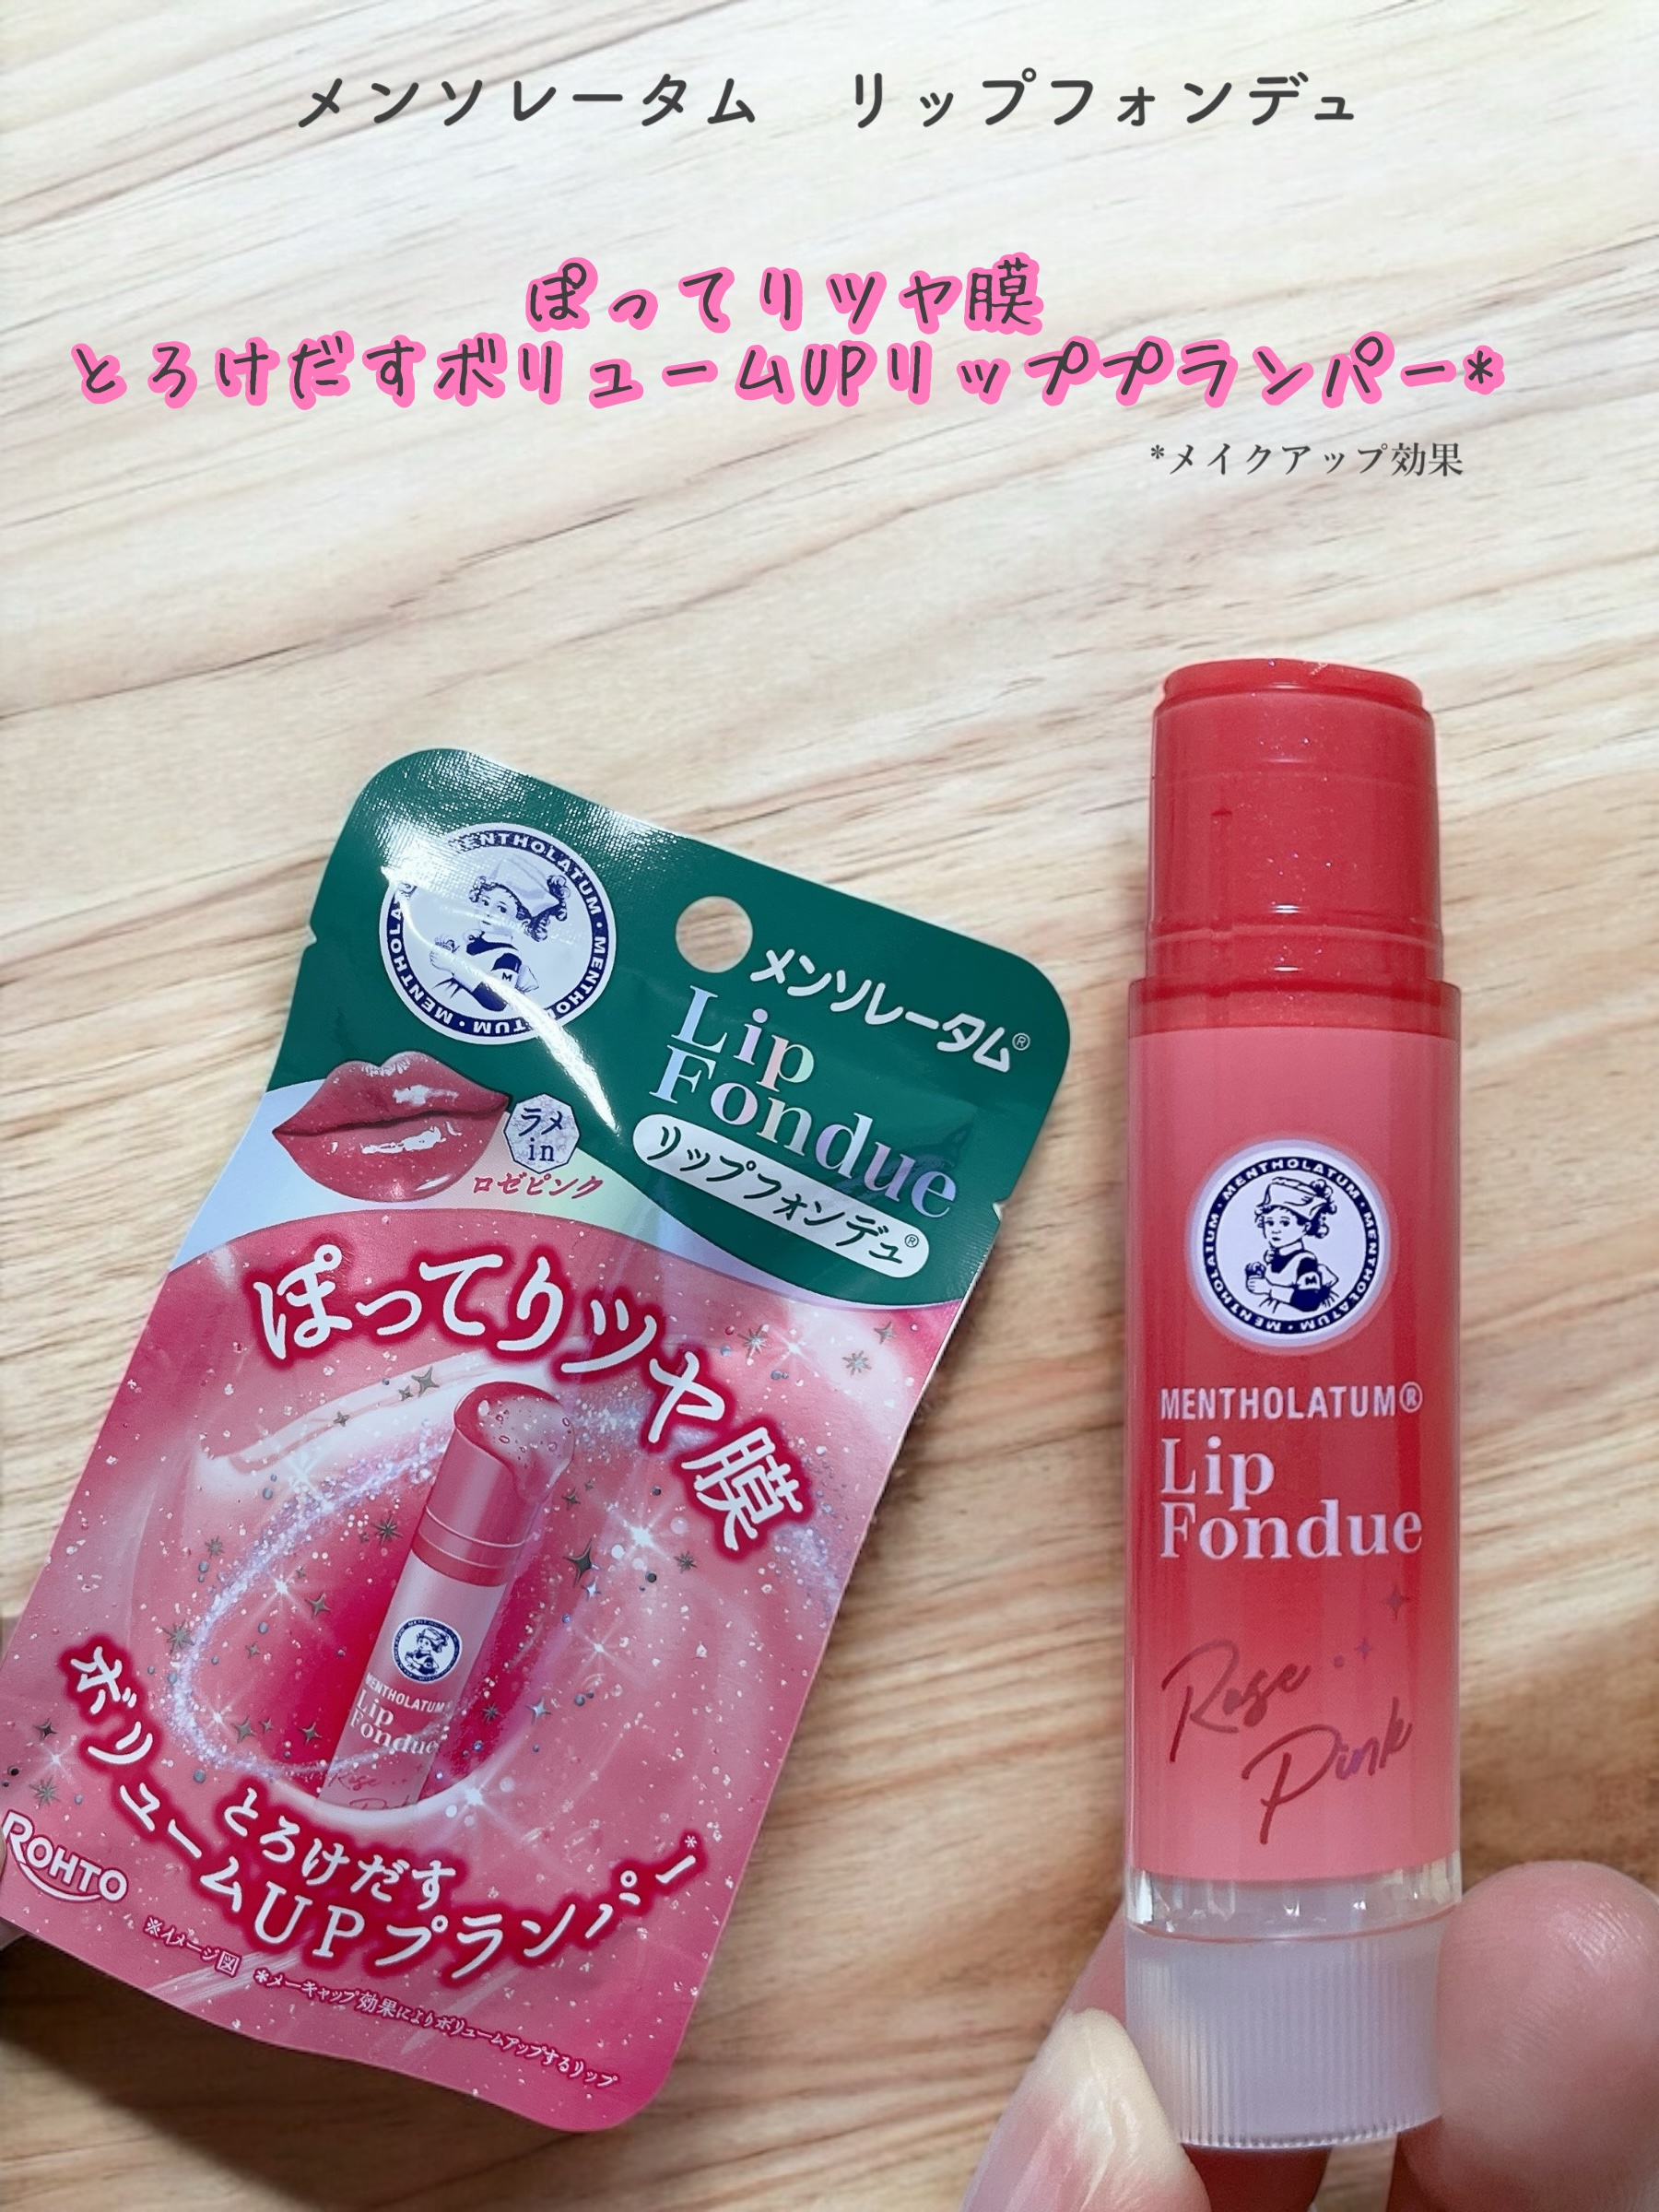 メンソレータム　リップフォンデュ
ぽってりツヤ膜
とろけだすボリュームUPリッププランパー*
*メイクアップ効果
MENTHOLATUM・MENTHOLATUM・MENTHOLATUM
M
メンソレータム®
Lip
Fondue
リップフォンデュ®
ラメ
in
ロゼピンク
ぽってりツヤ膜
MENTHOLATUM®
Lip
Fondue
Rose
とろけだす
ボリュームUPプランパー*
ROHTO
※イメージ図 *メーキャップ効果によりボリュームアップするリップ
MENTHOLATUM・MENTHOLATUM・MENTHOLATUM
M
MENTHOLATUM®
Lip
Fondue
Rose
Pink